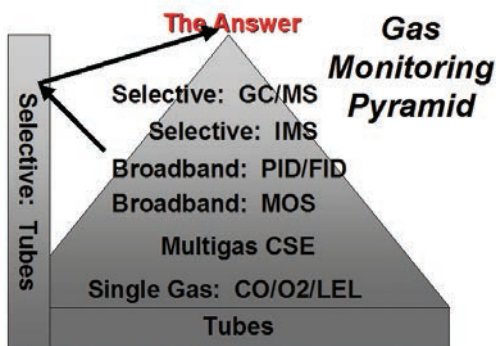 The Answer
Gas
Monitoring
Pyramid
Selective: Tubes
Selective: GC/MS
Selective: IMS
Broadband: PID/FID
Broadband: MOS
Multigas CSE
Single Gas: CO/O2/LEL
Tubes